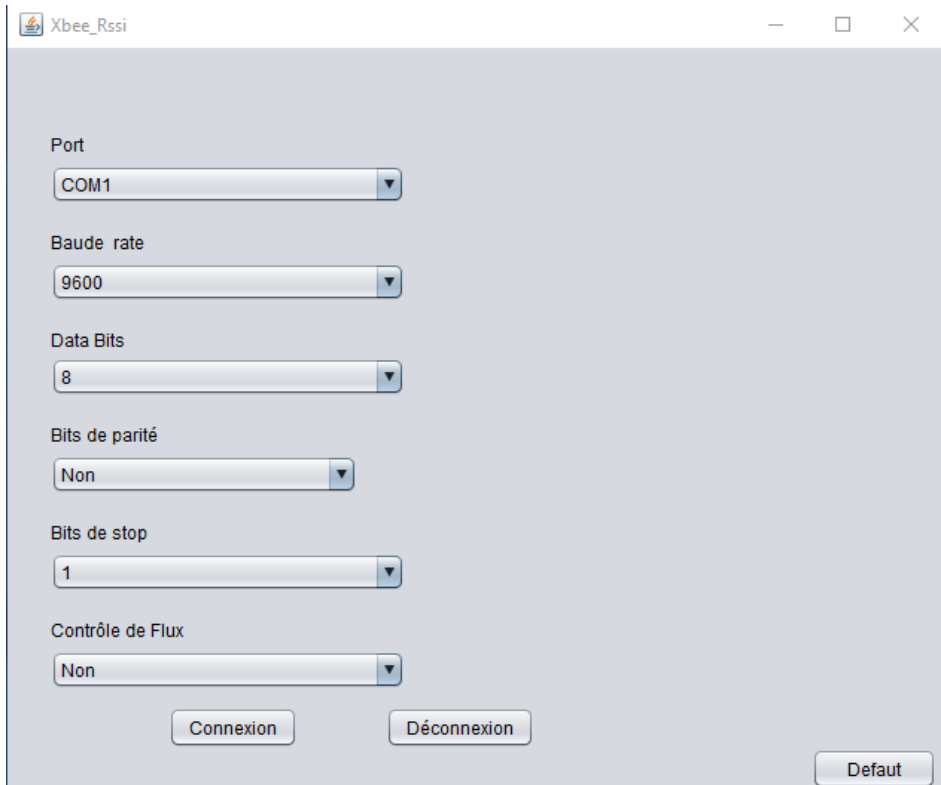 Xbee_Rssi
Port
COM1
Baude rate
9600
Data Bits
8
Bits de parité
Non
Bits de stop
1
Contrôle de Flux
Non
Connexion Déconnexion
Defaut